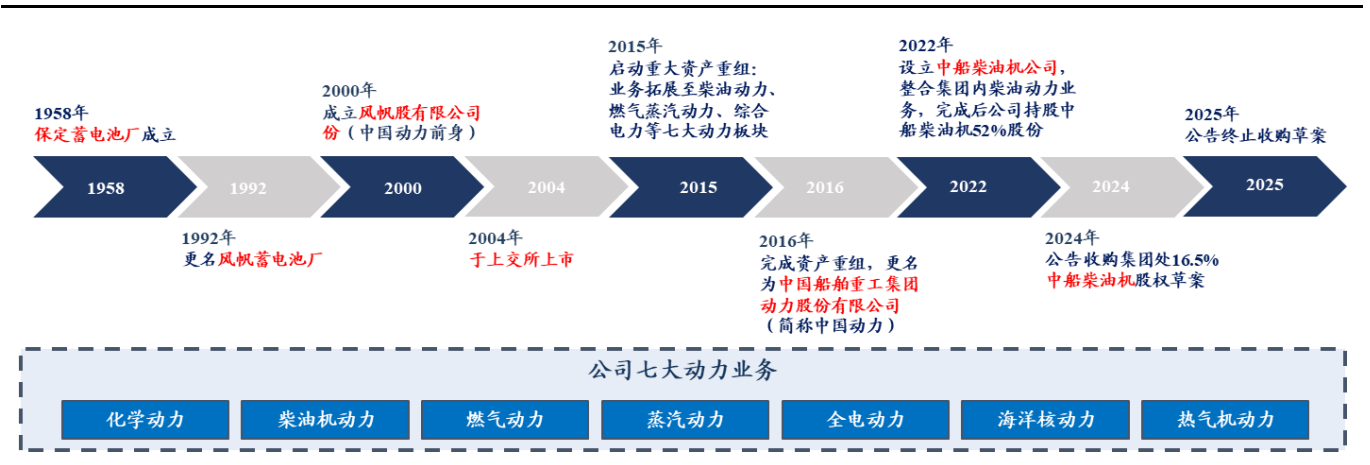 1958年
保定蓄电池厂成立
2000年
成立风帆股有限公司
份（中国动力前身）
2015年
启动重大资产重组：
业务拓展至柴油动力、
燃气蒸汽动力、综合
电力等七大动力板块
2022年
设立中船柴油机公司，
整合集团内柴油动力业
务，完成后公司持股中
船柴油机52%股份
2025年
公告终止收购草案
1958
1992
2000
2004
2015
2016
2022
2024
2025
1992年
更名风帆蓄电池厂
2004年
于上交所上市
2016年
完成资产重组，更名
为中国船舶重工集团
动力股份有限公司
（简称中国动力）
2024年
公告收购集团处16.5%
中船柴油机股权草案
公司七大动力业务
化学动力
柴油机动力
燃气动力
蒸汽动力
全电动力
海洋核动力
热气机动力